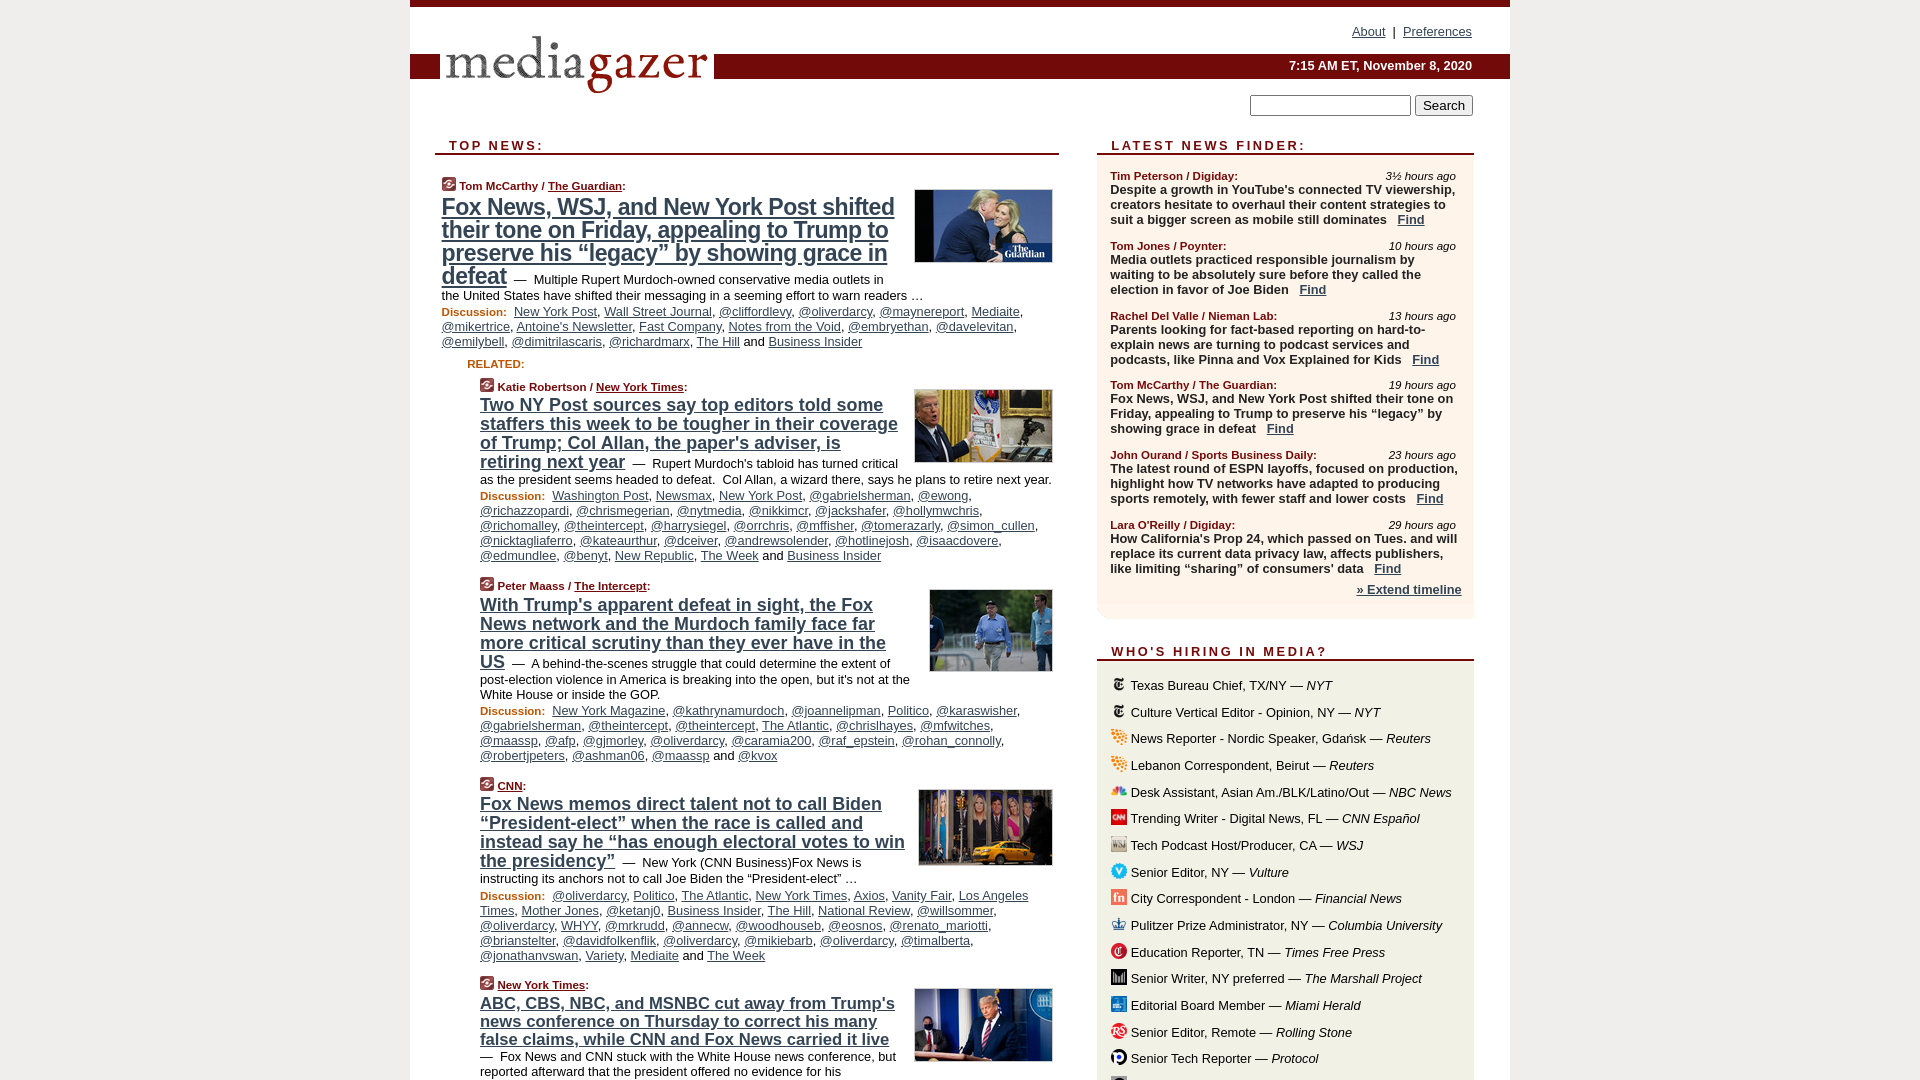 About | Preferences
mediagazer
7:15 AM ET, November 8, 2020
Search
TOP NEWS:
Tom McCarthy / The Guardian:
Fox News, WSJ, and New York Post shifted
their tone on Friday, appealing to Trump to
preserve his “legacy” by showing grace in
defeat — Multiple Rupert Murdoch-owned conservative media outlets in
the United States have shifted their messaging in a seeming effort to warn readers …
The Guardian
Discussion: New York Post, Wall Street Journal, @cliffordlevy, @oliverdarcy, @maynereport, Mediaite,
@mikertrice, Antoine's Newsletter, Fast Company, Notes from the Void, @embryethan, @davelevitan,
@emilybell, @dimitrilascaris, @richardmarx, The Hill and Business Insider
RELATED:
Katie Robertson / New York Times:
Two NY Post sources say top editors told some
staffers this week to be tougher in their coverage
of Trump; Col Allan, the paper's adviser, is
retiring next year — Rupert Murdoch's tabloid has turned critical
as the president seems headed to defeat. Col Allan, a wizard there, says he plans to retire next year.
Discussion: Washington Post, Newsmax, New York Post, @gabrielsherman, @ewong,
@richazzopardi, @chrismegerian, @nytmedia, @nikkimcr, @jackshafer, @hollymwchris,
@richomalley, @theintercept, @harrysiegel, @orrchris, @mffisher, @tomerazarly, @simon_cullen,
@nicktagliaferro, @kateaurthur, @dceiver, @andrewsolender, @hotlinejosh, @isaacdovere,
@edmundlee, @benyt, New Republic, The Week and Business Insider
Peter Maass / The Intercept:
With Trump's apparent defeat in sight, the Fox
News network and the Murdoch family face far
more critical scrutiny than they ever have in the
US — A behind-the-scenes struggle that could determine the extent of
post-election violence in America is breaking into the open, but it's not at the
White House or inside the GOP.
Discussion: New York Magazine, @kathrynamurdoch, @joannelipman, Politico, @karaswisher,
@gabrielsherman, @theintercept, @theintercept, The Atlantic, @chrislhayes, @mfwitches,
@maassp, @afp, @gjmorley, @oliverdarcy, @caramia200, @raf_epstein, @rohan_connolly,
@robertjpeters, @ashman06, @maassp and @kvox
CNN:
Fox News memos direct talent not to call Biden
“President-elect” when the race is called and
instead say he “has enough electoral votes to win
the presidency” — New York (CNN Business)Fox News is
instructing its anchors not to call Joe Biden the “President-elect” …
Discussion: @oliverdarcy, Politico, The Atlantic, New York Times, Axios, Vanity Fair, Los Angeles
Times, Mother Jones, @ketanj0, Business Insider, The Hill, National Review, @willsommer,
@oliverdarcy, WHYY, @mrkrudd, @annecw, @woodhouseb, @eosnos, @renato_mariotti,
@brianstelter, @davidfolkenflik, @oliverdarcy, @mikiebarb, @oliverdarcy, @timalberta,
@jonathanvswan, Variety, Mediaite and The Week
New York Times:
ABC, CBS, NBC, and MSNBC cut away from Trump's
news conference on Thursday to correct his many
false claims, while CNN and Fox News carried it live
— Fox News and CNN stuck with the White House news conference, but
reported afterward that the president offered no evidence for his
LATEST NEWS FINDER:
Tim Peterson / Digiday: 3½ hours ago
Despite a growth in YouTube's connected TV viewership,
creators hesitate to overhaul their content strategies to
suit a bigger screen as mobile still dominates Find
Tom Jones / Poynter: 10 hours ago
Media outlets practiced responsible journalism by
waiting to be absolutely sure before they called the
election in favor of Joe Biden Find
Rachel Del Valle / Nieman Lab: 13 hours ago
Parents looking for fact-based reporting on hard-to-
explain news are turning to podcast services and
podcasts, like Pinna and Vox Explained for Kids Find
Tom McCarthy / The Guardian: 19 hours ago
Fox News, WSJ, and New York Post shifted their tone on
Friday, appealing to Trump to preserve his “legacy” by
showing grace in defeat Find
John Ourand / Sports Business Daily: 23 hours ago
The latest round of ESPN layoffs, focused on production,
highlight how TV networks have adapted to producing
sports remotely, with fewer staff and lower costs Find
Lara O'Reilly / Digiday: 29 hours ago
How California's Prop 24, which passed on Tues. and will
replace its current data privacy law, affects publishers,
like limiting “sharing” of consumers' data Find
» Extend timeline
WHO'S HIRING IN MEDIA?
Texas Bureau Chief, TX/NY — NYT
Culture Vertical Editor - Opinion, NY — NYT
News Reporter - Nordic Speaker, Gdańsk — Reuters
Lebanon Correspondent, Beirut — Reuters
Desk Assistant, Asian Am./BLK/Latino/Out — NBC News
Trending Writer - Digital News, FL — CNN Español
Tech Podcast Host/Producer, CA — WSJ
Senior Editor, NY — Vulture
City Correspondent - London — Financial News
Pulitzer Prize Administrator, NY — Columbia University
Education Reporter, TN — Times Free Press
Senior Writer, NY preferred — The Marshall Project
Editorial Board Member — Miami Herald
Senior Editor, Remote — Rolling Stone
Senior Tech Reporter — Protocol